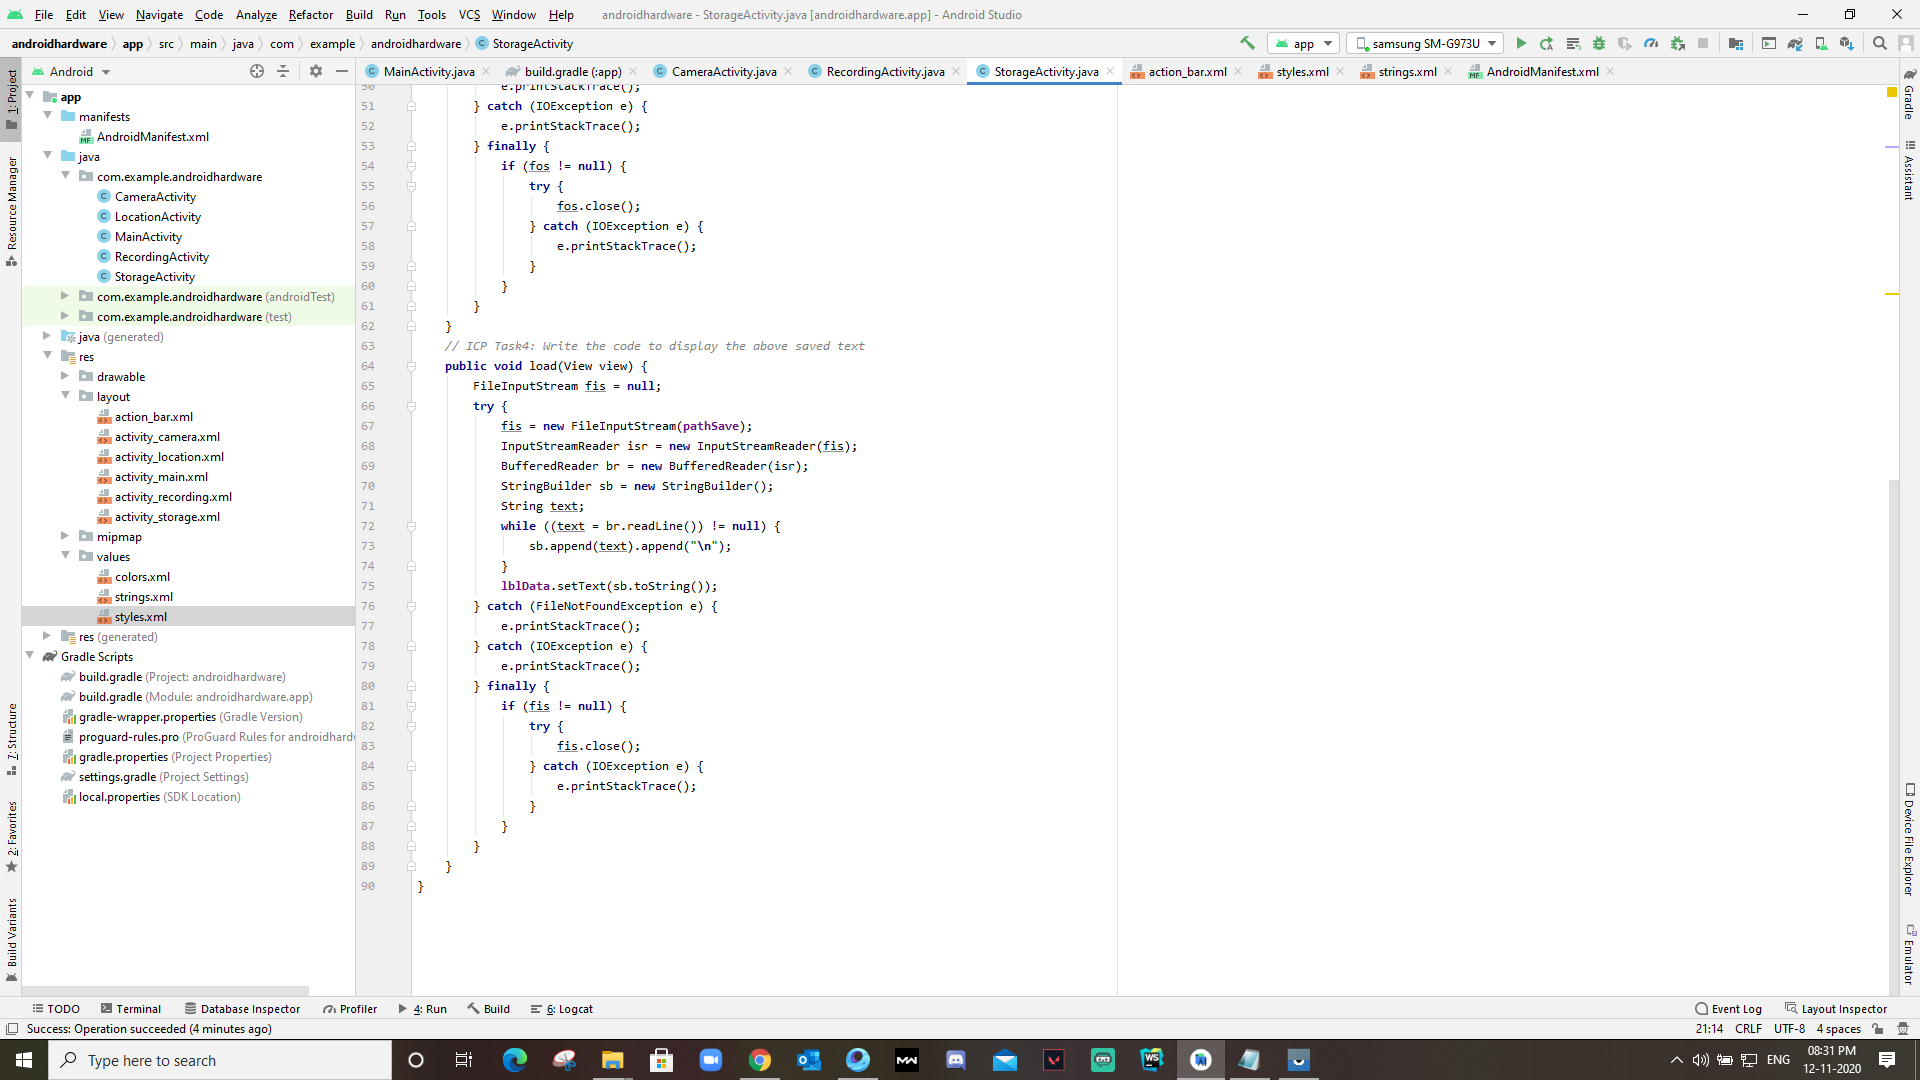 File Edit View Navigate Code Analyze Refactor Build Run Tools VCS Window Help androidhardware - StorageActivity.java [androidhardware.app] - Android Studio
androidhardware app src main java com example androidhardware StorageActivity app samsung SM-G973U
Android MainActivity.java build.gradle (:app) CameraActivity.java RecordingActivity.java StorageActivity.java action_bar.xml styles.xml strings.xml AndroidManifest.xml
1: Project
Resource Manager
7: Structure
2: Favorites
Build Variants
app
manifests
AndroidManifest.xml
java
com.example.androidhardware
CameraActivity
LocationActivity
MainActivity
RecordingActivity
StorageActivity
com.example.androidhardware (androidTest)
com.example.androidhardware (test)
java (generated)
res
drawable
layout
action_bar.xml
activity_camera.xml
activity_location.xml
activity_main.xml
activity_recording.xml
activity_storage.xml
mipmap
values
colors.xml
strings.xml
styles.xml
res (generated)
Gradle Scripts
build.gradle (Project: androidhardware)
build.gradle (Module: androidhardware.app)
gradle-wrapper.properties (Gradle Version)
proguard-rules.pro (ProGuard Rules for androidhardw
gradle.properties (Project Properties)
settings.gradle (Project Settings)
local.properties (SDK Location)
50 e.printStackTrace();
51 } catch (IOException e) {
52 e.printStackTrace();
53 } finally {
54 if (fos != null) {
55 try {
56 fos.close();
57 } catch (IOException e) {
58 e.printStackTrace();
59 }
60 }
61 }
62 }
63 // ICP Task4: Write the code to display the above saved text
64 public void load(View view) {
65 FileInputStream fis = null;
66 try {
67 fis = new FileInputStream(pathSave);
68 InputStreamReader isr = new InputStreamReader(fis);
69 BufferedReader br = new BufferedReader(isr);
70 StringBuilder sb = new StringBuilder();
71 String text;
72 while ((text = br.readLine()) != null) {
73 sb.append(text).append("\n");
74 }
75 lblData.setText(sb.toString());
76 } catch (FileNotFoundException e) {
77 e.printStackTrace();
78 } catch (IOException e) {
79 e.printStackTrace();
80 } finally {
81 if (fis != null) {
82 try {
83 fis.close();
84 } catch (IOException e) {
85 e.printStackTrace();
86 }
87 }
88 }
89 }
90 }
Gradle
Assistant
Device File Explorer
Emulator
TODO Terminal Database Inspector Profiler 4: Run Build 6: Logcat Event Log Layout Inspector
Success: Operation succeeded (4 minutes ago) 21:14 CRLF UTF-8 4 spaces
Type here to search ENG 08:31 PM
12-11-2020